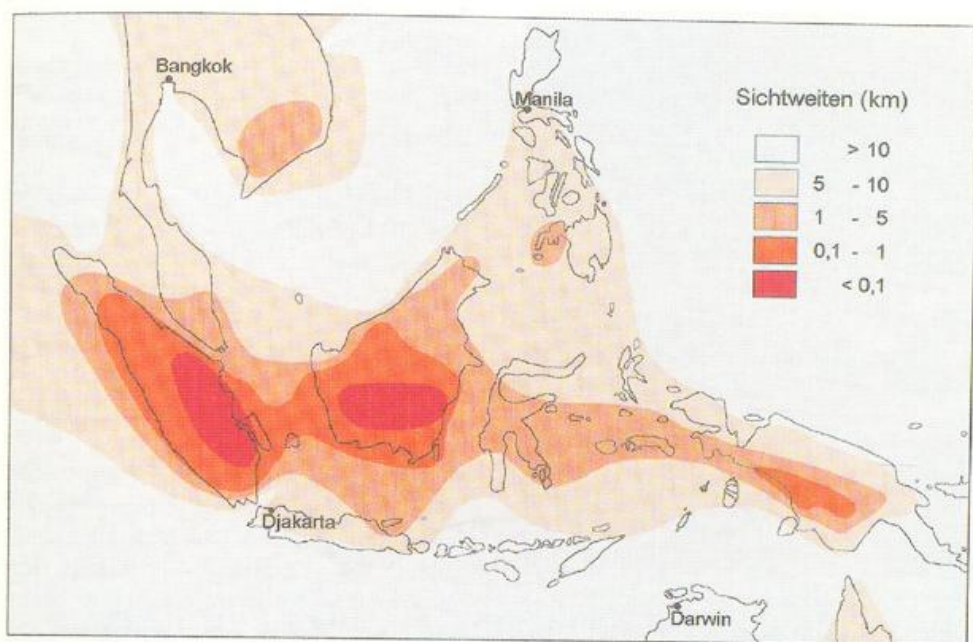 Bangkok
Manila
Sichtweiten (km)
> 10
5 - 10
1 - 5
0,1 - 1
< 0,1
Djakarta
Darwin